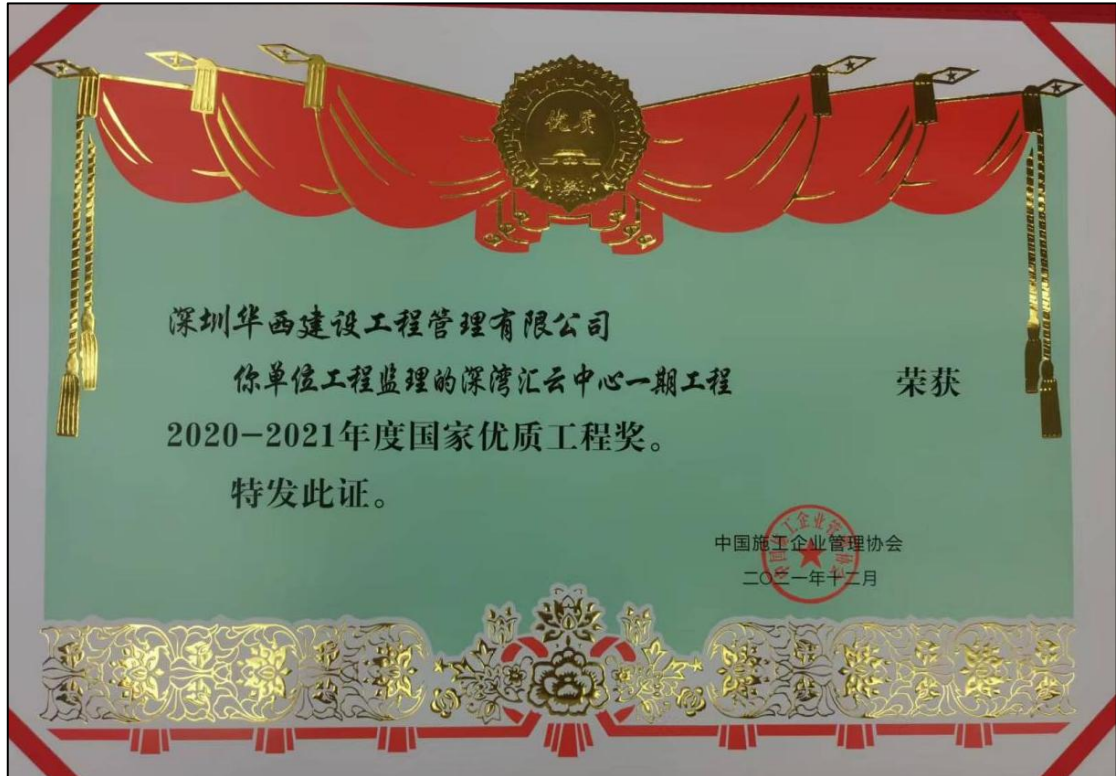 优质
深圳华西建设工程管理有限公司
你单位工程监理的深湾汇云中心一期工程 荣获
2020-2021年度国家优质工程奖。
特发此证。
中国施工企业管理协会
二〇二一年十二月